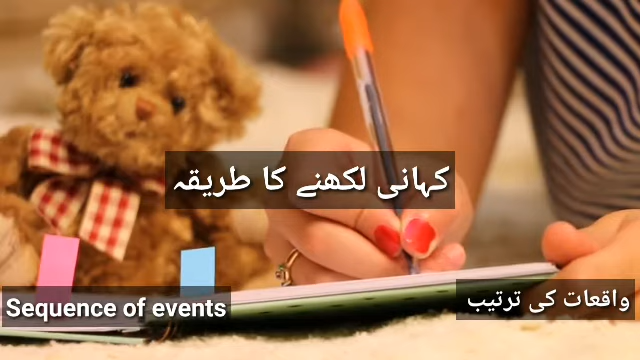 کہانی لکھنے کا طریقہ
Sequence of events
واقعات کی ترتیب